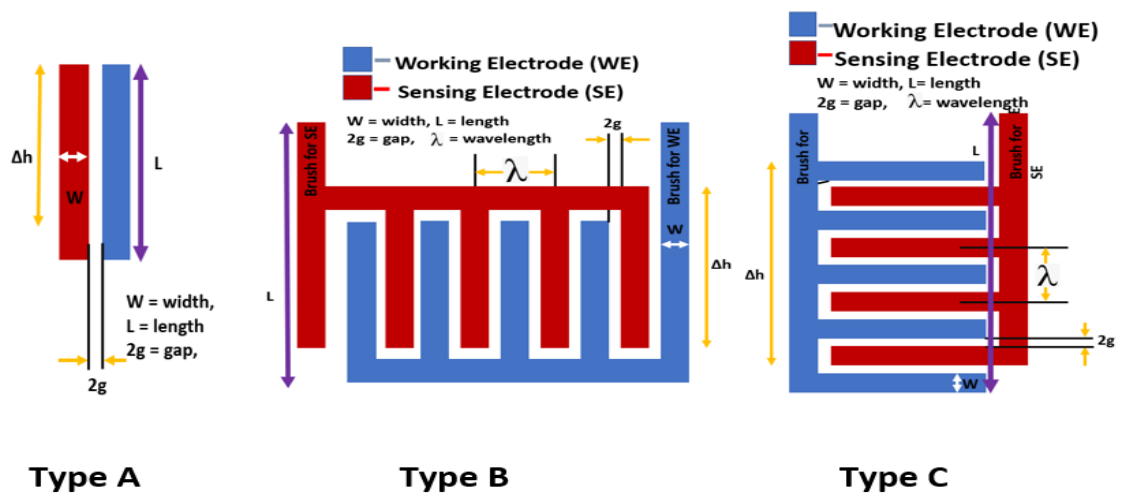 Δh
W
L
W = width,
L = length
2g = gap,
2g
Type A
Working Electrode (WE)
Sensing Electrode (SE)
W = width, L = length
2g = gap, λ = wavelength
2g
Brush for SE
λ
Brush for WE
W
L
Δh
Type B
Working Electrode (WE)
Sensing Electrode (SE)
W = width, L= length
2g = gap, λ= wavelength
Brush for
L
Brush for
SE
Δh
λ
2g
W
Type C